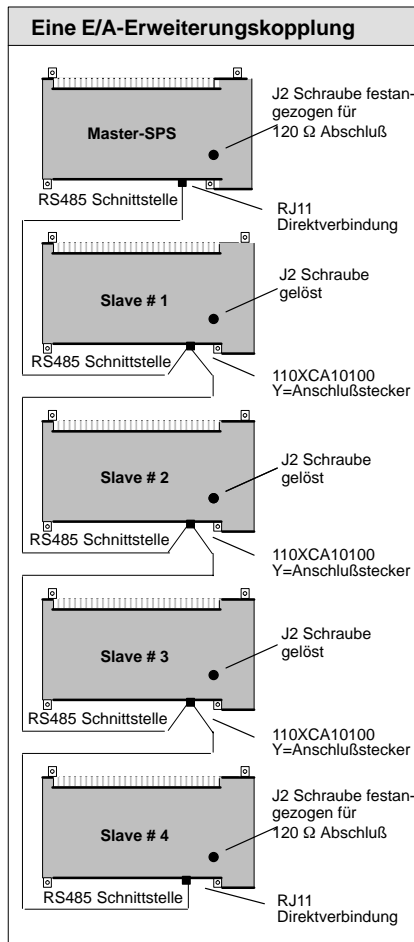 Eine E/A-Erweiterungskopplung
J2 Schraube festan-
gezogen für
120 Ω Abschluß
Master-SPS
RS485 Schnittstelle
RJ11
Direktverbindung
J2 Schraube
gelöst
Slave # 1
RS485 Schnittstelle
110XCA10100
Y=Anschlußstecker
J2 Schraube
gelöst
Slave # 2
RS485 Schnittstelle
110XCA10100
Y=Anschlußstecker
J2 Schraube
gelöst
Slave # 3
RS485 Schnittstelle
110XCA10100
Y=Anschlußstecker
J2 Schraube festan-
gezogen für
120 Ω Abschluß
Slave # 4
RS485 Schnittstelle
RJ11
Direktverbindung